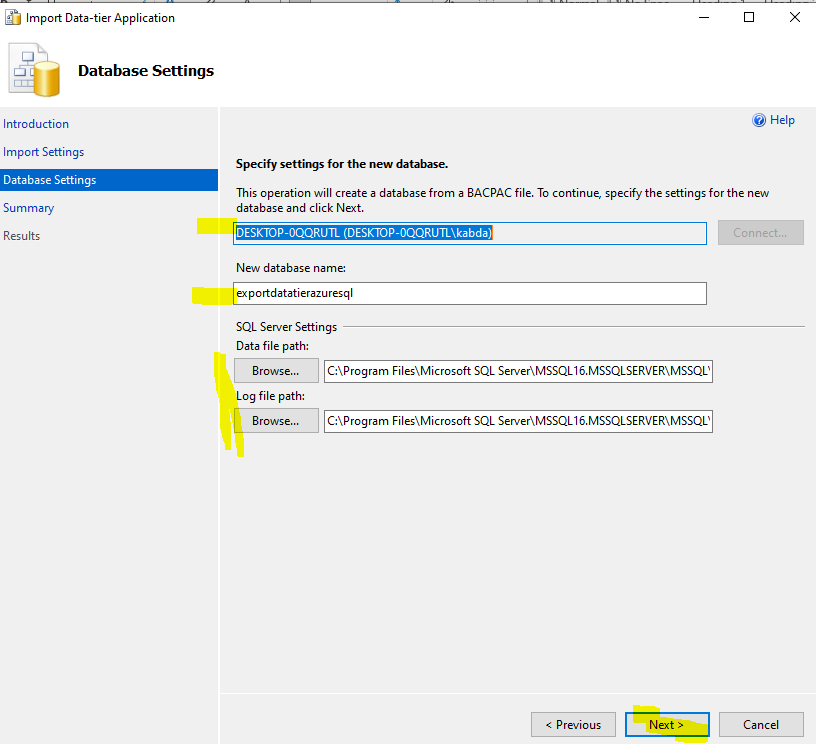 Import Data-tier Application
Database Settings
Introduction
Import Settings
Database Settings
Summary
Results
Help
Specify settings for the new database.
This operation will create a database from a BACPAC file. To continue, specify the settings for the new
database and click Next.
DESKTOP-0QQRUTL (DESKTOP-0QQRUTL\kabda)
Connect...
New database name:
exportdatatierazuresql
SQL Server Settings
Data file path:
Browse...
C:\Program Files\Microsoft SQL Server\MSSQL16.MSSQLSERVER\MSSQL\
Log file path:
Browse...
C:\Program Files\Microsoft SQL Server\MSSQL16.MSSQLSERVER\MSSQL\
< Previous
Next >
Cancel